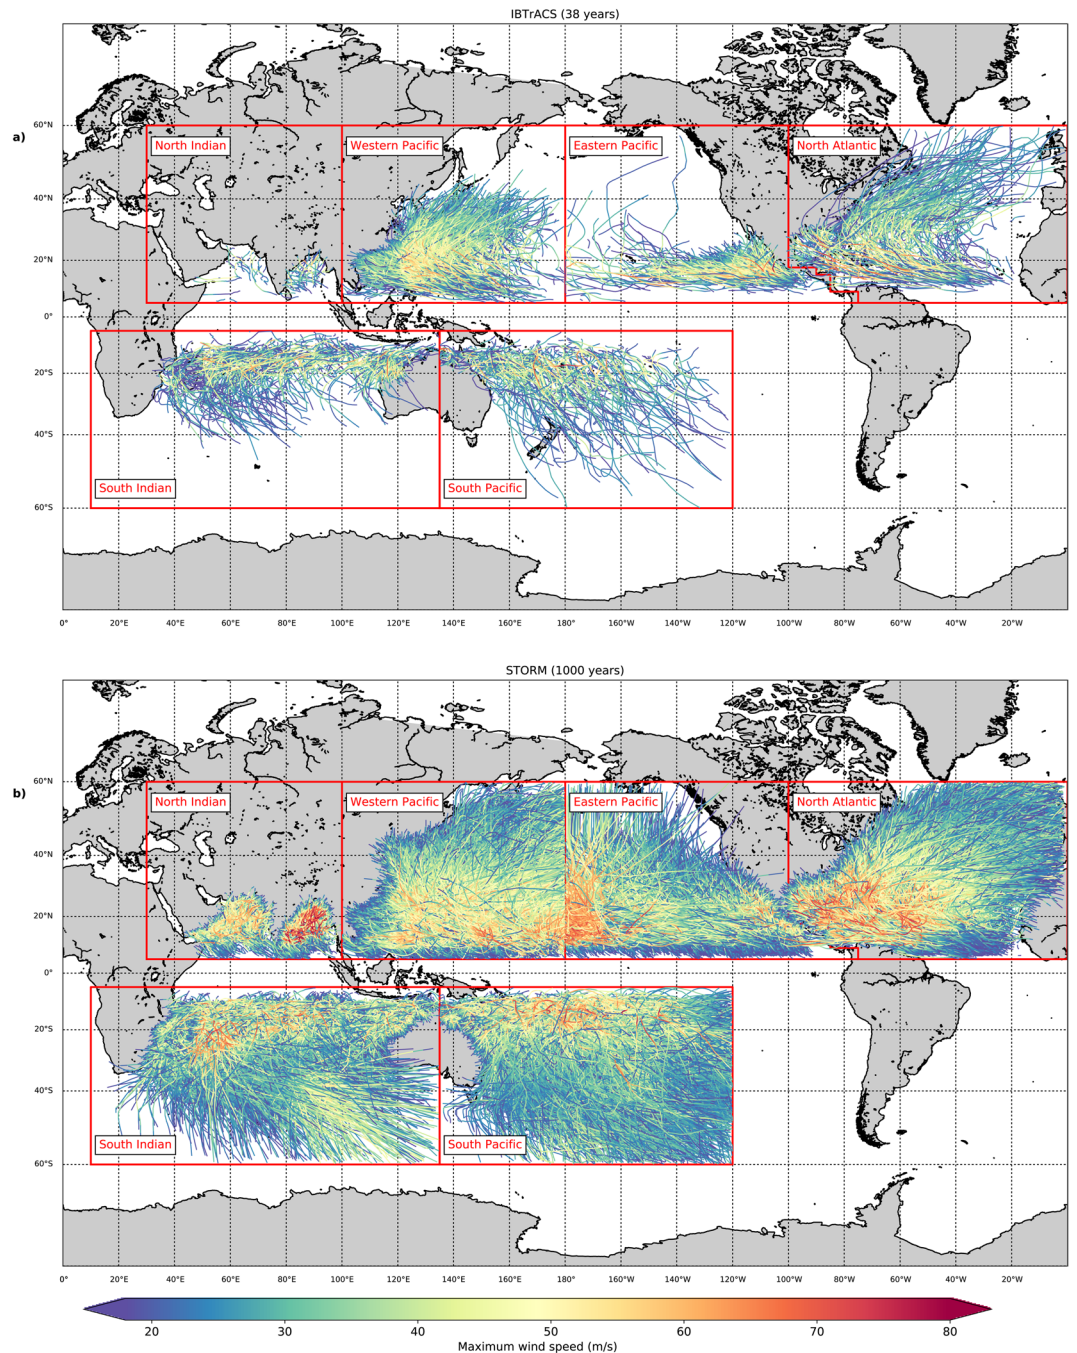 IBTrACS (38 years)
a)
60°N
40°N
20°N
0°
20°S
40°S
60°S
North Indian
Western Pacific
Eastern Pacific
North Atlantic
South Indian
South Pacific
0° 20°E 40°E 60°E 80°E 100°E 120°E 140°E 160°E 180° 160°W 140°W 120°W 100°W 80°W 60°W 40°W 20°W
STORM (1000 years)
b)
60°N
40°N
20°N
0°
20°S
40°S
60°S
North Indian
Western Pacific
Eastern Pacific
North Atlantic
South Indian
South Pacific
0° 20°E 40°E 60°E 80°E 100°E 120°E 140°E 160°E 180° 160°W 140°W 120°W 100°W 80°W 60°W 40°W 20°W
20 30 40 50 60 70 80
Maximum wind speed (m/s)